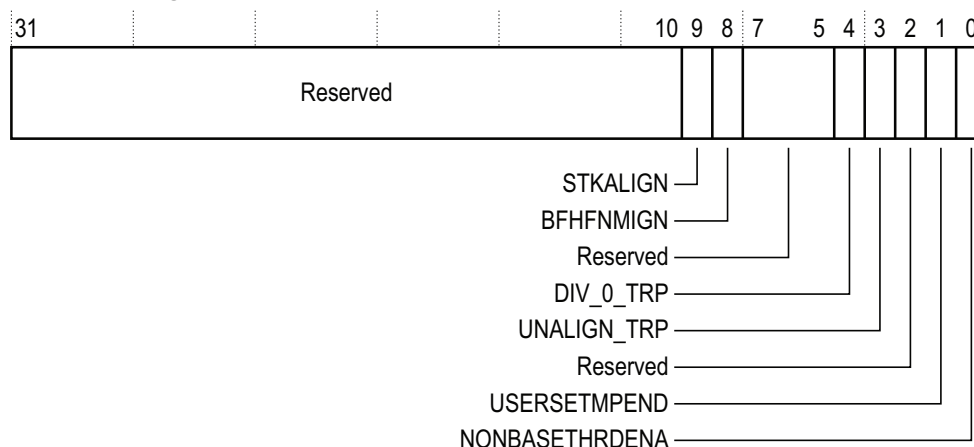 31 10 9 8 7 5 4 3 2 1 0
Reserved
STKALIGN
BFHFNMIGN
Reserved
DIV_0_TRP
UNALIGN_TRP
Reserved
USERSETMPEND
NONBASETHRDENA